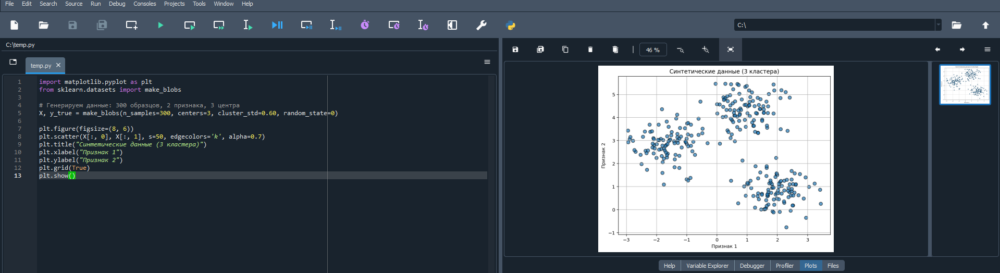 File Edit Search Source Run Debug Consoles Projects Tools Window Help
C:\
C:\temp.py
temp.py
1 import matplotlib.pyplot as plt
2 from sklearn.datasets import make_blobs
3
4 # Генерируем данные: 300 образцов, 2 признака, 3 центра
5 X, y_true = make_blobs(n_samples=300, centers=3, cluster_std=0.60, random_state=0)
6
7 plt.figure(figsize=(8, 6))
8 plt.scatter(X[:, 0], X[:, 1], s=50, edgecolors='k', alpha=0.7)
9 plt.title("Синтетические данные (3 кластера)")
10 plt.xlabel("Признак 1")
11 plt.ylabel("Признак 2")
12 plt.grid(True)
13 plt.show()
46 %
Синтетические данные (3 кластера)
Признак 2
5
4
3
2
1
0
−1
−3 −2 −1 0 1 2 3
Признак 1
Help Variable Explorer Debugger Profiler Plots Files